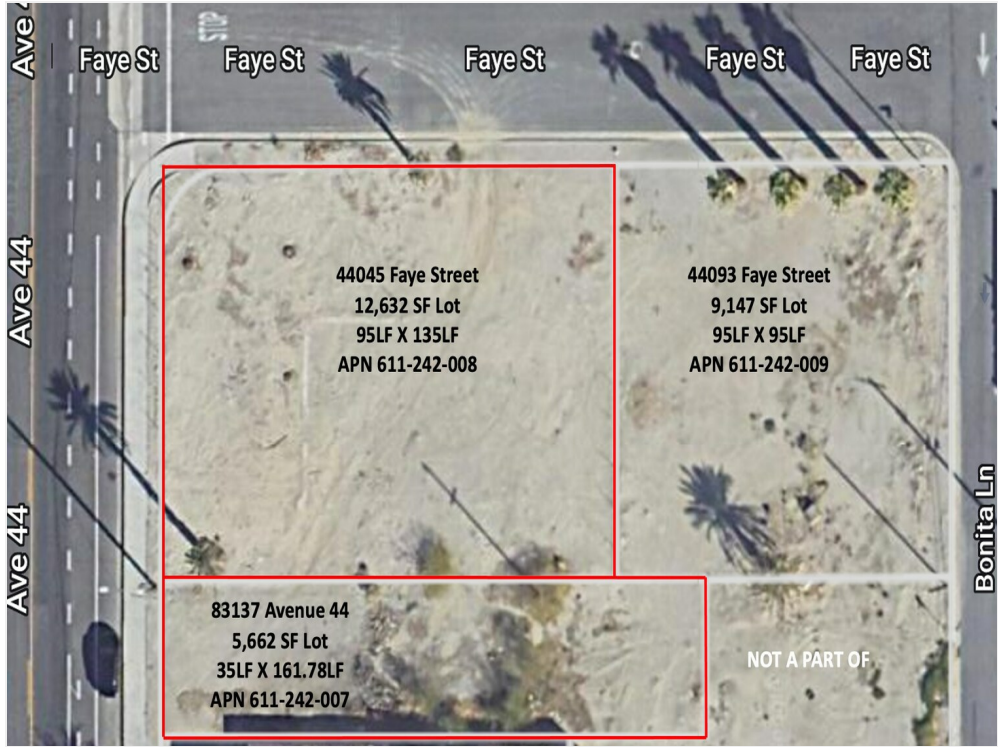 STOP
Ave 4
Faye St
Faye St
Faye St
Faye St
Faye St
Ave 44
Ave 44
Bonita Ln
44045 Faye Street
12,632 SF Lot
95LF X 135LF
APN 611-242-008
44093 Faye Street
9,147 SF Lot
95LF X 95LF
APN 611-242-009
83137 Avenue 44
5,662 SF Lot
35LF X 161.78LF
APN 611-242-007
NOT A PART OF